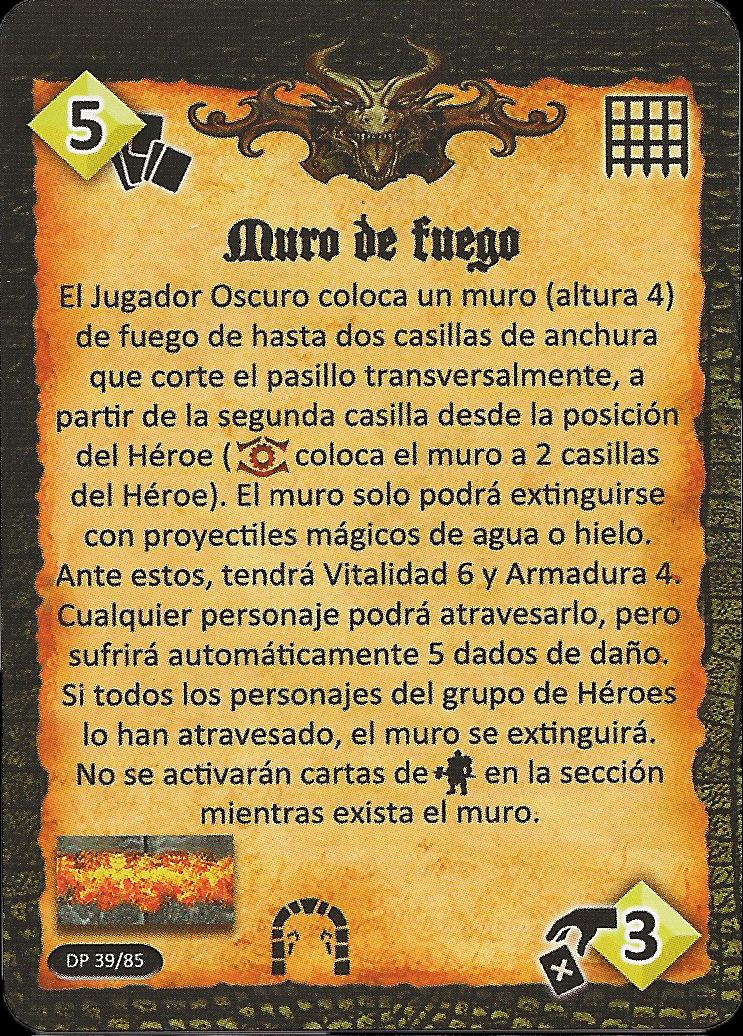 5
Muro de fuego
El Jugador Oscuro coloca un muro (altura 4)
de fuego de hasta dos casillas de anchura
que corte el pasillo transversalmente, a
partir de la segunda casilla desde la posición
del Héroe ( coloca el muro a 2 casillas
del Héroe). El muro solo podrá extinguirse
con proyectiles mágicos de agua o hielo.
Ante estos, tendrá Vitalidad 6 y Armadura 4.
Cualquier personaje podrá atravesarlo, pero
sufrirá automáticamente 5 dados de daño.
Si todos los personajes del grupo de Héroes
lo han atravesado, el muro se extinguirá.
No se activarán cartas de en la sección
mientras exista el muro.
3
DP 39/85